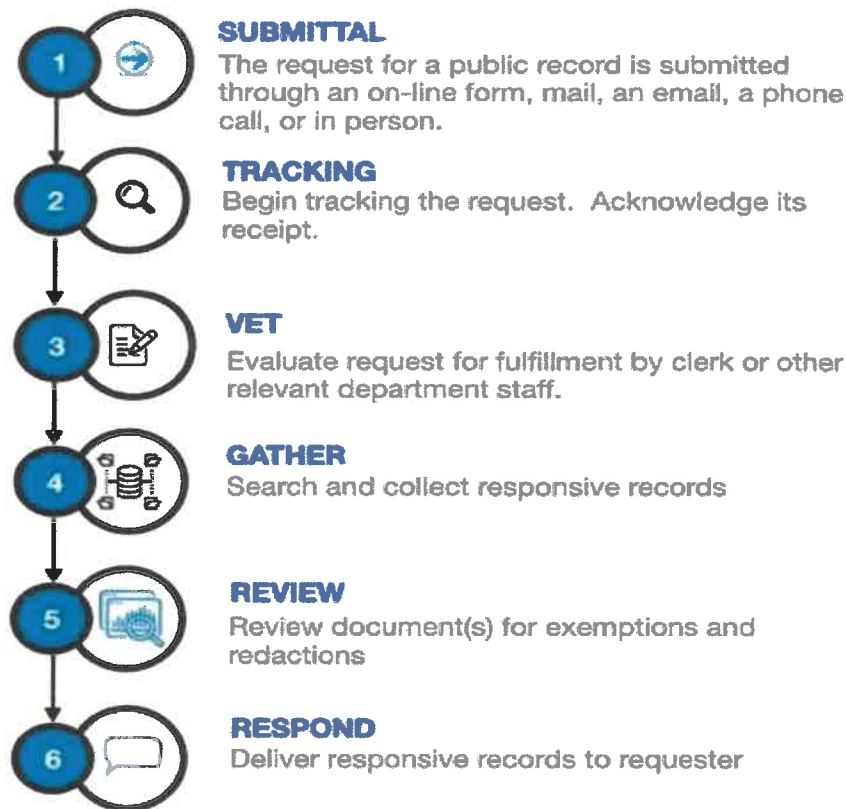 1
SUBMITTAL
The request for a public record is submitted
through an on-line form, mail, an email, a phone
call, or in person.
2
TRACKING
Begin tracking the request. Acknowledge its
receipt.
3
VET
Evaluate request for fulfillment by clerk or other
relevant department staff.
4
GATHER
Search and collect responsive records
5
REVIEW
Review document(s) for exemptions and
redactions
6
RESPOND
Deliver responsive records to requester